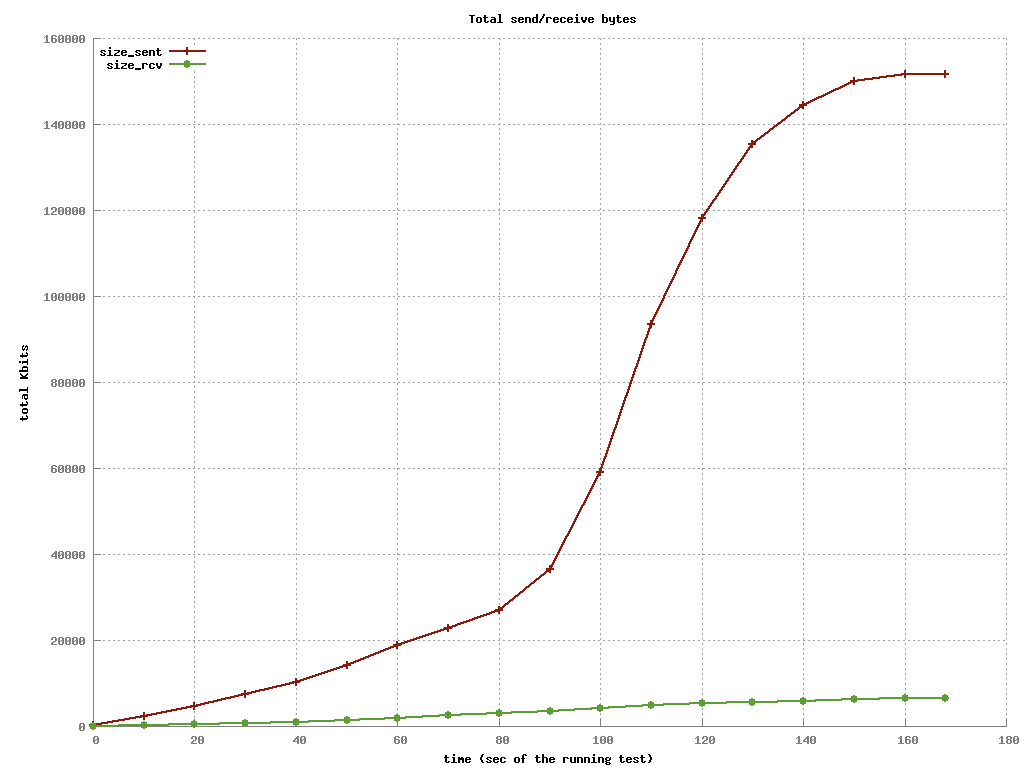 Total send/receive bytes
160000
size_sent
size_rcv
140000
120000
100000
total Kbits
80000
60000
40000
20000
0
0 20 40 60 80 100 120 140 160 180
time (sec of the running test)